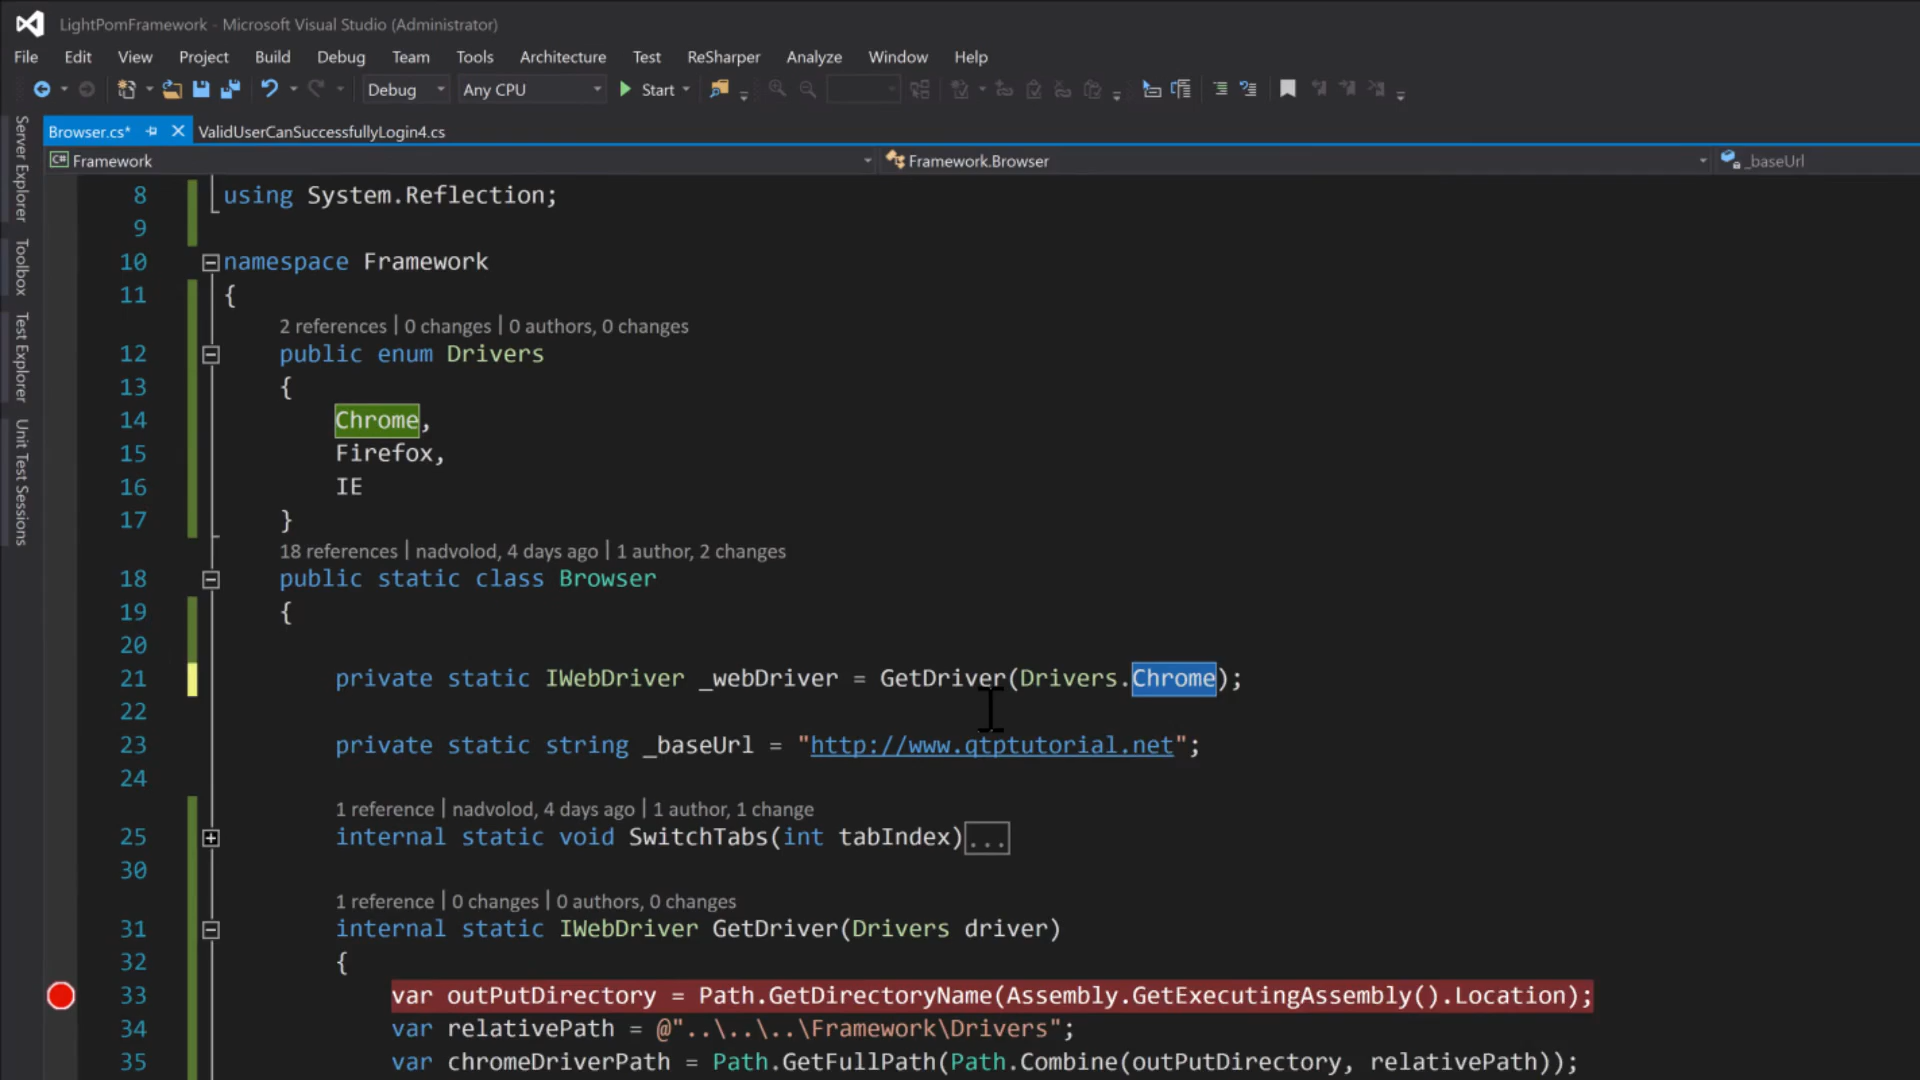 LightPomFramework - Microsoft Visual Studio (Administrator)
File Edit View Project Build Debug Team Tools Architecture Test ReSharper Analyze Window Help
Debug Any CPU Start
Browser.cs* ValidUserCanSuccessfullyLogin4.cs
C# Framework Framework.Browser _baseUrl
Server Explorer
Toolbox
Test Explorer
Unit Test Sessions
8 using System.Reflection;
9
10 namespace Framework
11 {
2 references | 0 changes | 0 authors, 0 changes
12 public enum Drivers
13 {
14 Chrome,
15 Firefox,
16 IE
17 }
18 references | nadvolod, 4 days ago | 1 author, 2 changes
18 public static class Browser
19 {
20
21 private static IWebDriver _webDriver = GetDriver(Drivers.Chrome);
22
23 private static string _baseUrl = "http://www.qtptutorial.net";
24
1 reference | nadvolod, 4 days ago | 1 author, 1 change
25 internal static void SwitchTabs(int tabIndex)...
30
1 reference | 0 changes | 0 authors, 0 changes
31 internal static IWebDriver GetDriver(Drivers driver)
32 {
33 var outPutDirectory = Path.GetDirectoryName(Assembly.GetExecutingAssembly().Location);
34 var relativePath = @"..\..\..\Framework\Drivers";
35 var chromeDriverPath = Path.GetFullPath(Path.Combine(outPutDirectory, relativePath));